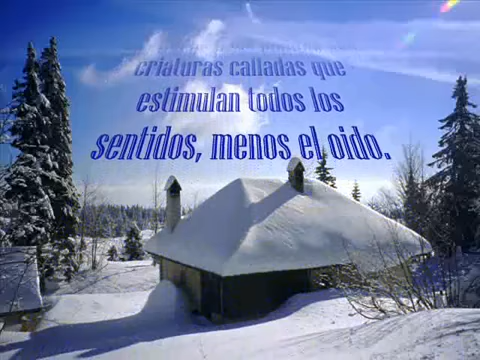 criaturas calladas que
estimulan todos los
sentidos, menos el oido.